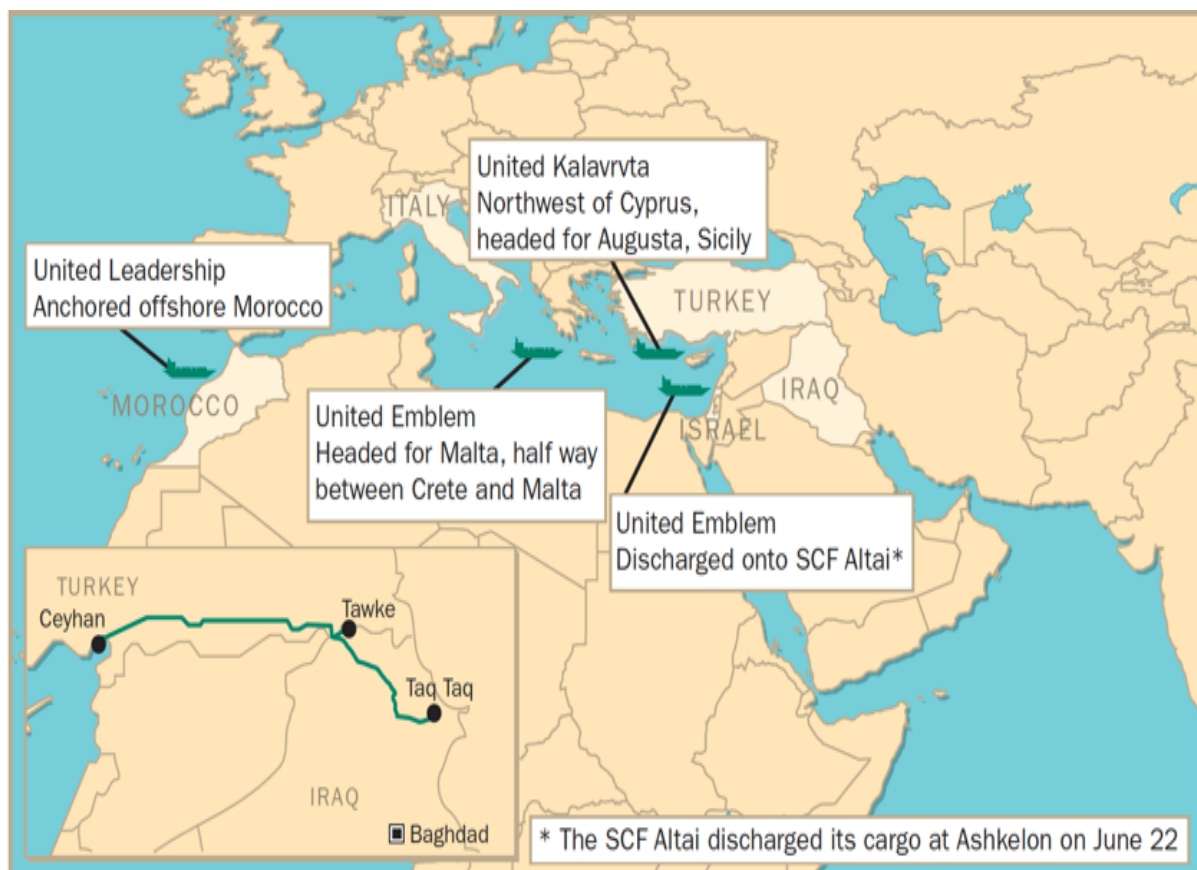 ITALY
United Kalavrvta
Northwest of Cyprus,
headed for Augusta, Sicily
United Leadership
Anchored offshore Morocco
TURKEY
MOROCCO
IRAQ
ISRAEL
United Emblem
Headed for Malta, half way
between Crete and Malta
United Emblem
Discharged onto SCF Altai*
TURKEY
Ceyhan
Tawke
Taq Taq
IRAQ
Baghdad
* The SCF Altai discharged its cargo at Ashkelon on June 22